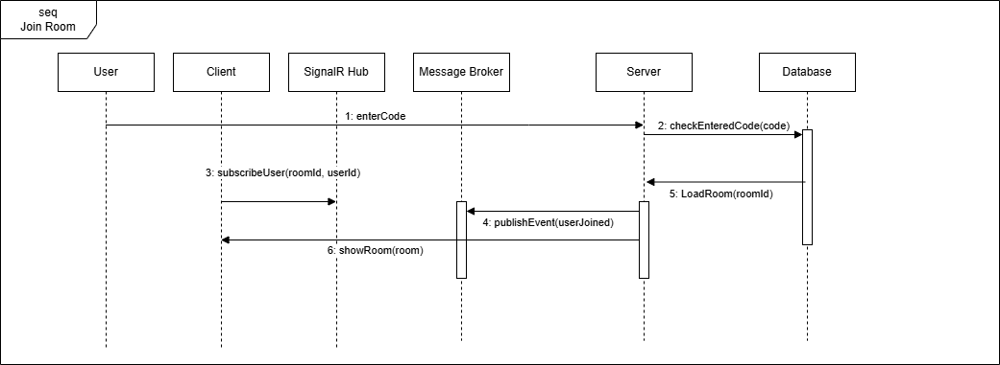 seq
Join Room
User
Client
SignalR Hub
Message Broker
Server
Database
1: enterCode
2: checkEnteredCode(code)
3: subscribeUser(roomId, userId)
5: LoadRoom(roomId)
4: publishEvent(userJoined)
6: showRoom(room)